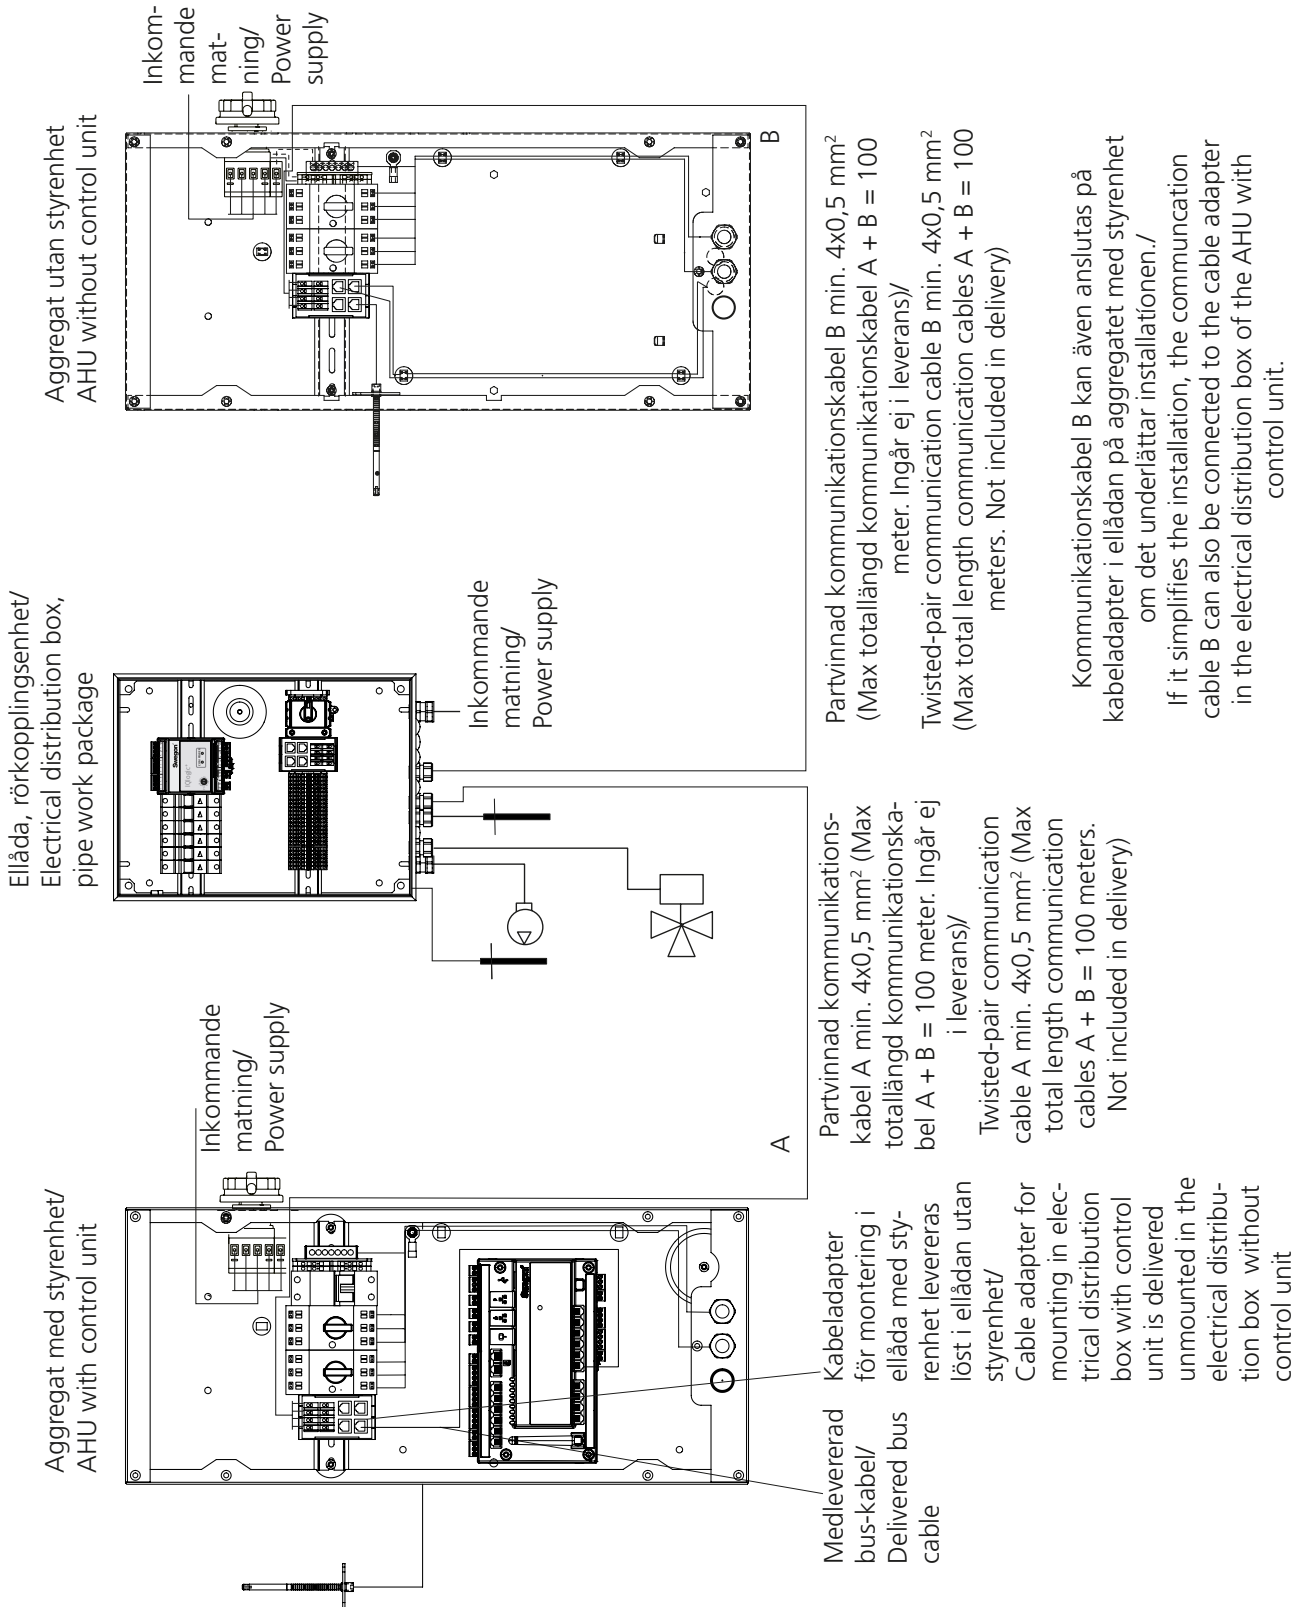 Aggregat med styrenhet/
AHU with control unit
Inkommande
matning/
Power supply
Ellåda, rörkopplingsenhet/
Electrical distribution box,
pipe work package
Inkommande
matning/
Power supply
Aggregat utan styrenhet
AHU without control unit
Inkom-
mande
mat-
ning/
Power
supply
A
B
Swegon
IQlogic+
Swegon
Medlevererad
bus-kabel/
Delivered bus
cable
Kabeladapter
för montering i
ellåda med sty-
renhet levereras
löst i ellådan utan
styrenhet/
Cable adapter for
mounting in elec-
trical distribution
box with control
unit is delivered
unmounted in the
electrical distribu-
tion box without
control unit
Partvinnad kommunikations-
kabel A min. 4x0,5 mm² (Max
totallängd kommunikationska-
bel A + B = 100 meter. Ingår ej
i leverans)/
Twisted-pair communication
cable A min. 4x0,5 mm² (Max
total length communication
cables A + B = 100 meters.
Not included in delivery)
Partvinnad kommunikationskabel B min. 4x0,5 mm²
(Max totallängd kommunikationskabel A + B = 100
meter. Ingår ej i leverans)/
Twisted-pair communication cable B min. 4x0,5 mm²
(Max total length communication cables A + B = 100
meters. Not included in delivery)
Kommunikationskabel B kan även anslutas på
kabeladapter i ellådan på aggregatet med styrenhet
om det underlättar installationen./
If it simplifies the installation, the communcation
cable B can also be connected to the cable adapter
in the electrical distribution box of the AHU with
control unit.